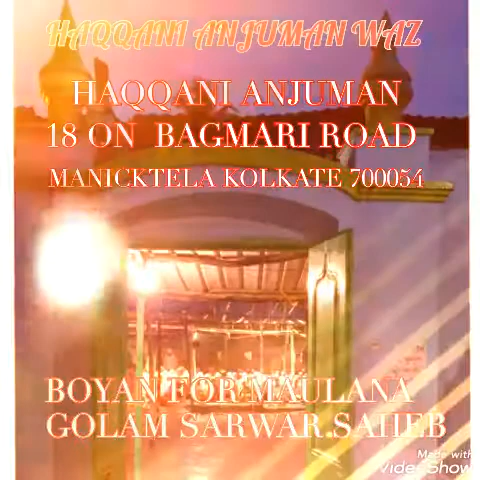 HAQQANI ANJUMAN WAZ
HAQQANI ANJUMAN
18 ON BAGMARI ROAD
MANICKTELA KOLKATE 700054
BOYAN FOR MAULANA
GOLAM SARWAR SAHEB
Made with
VideoShow